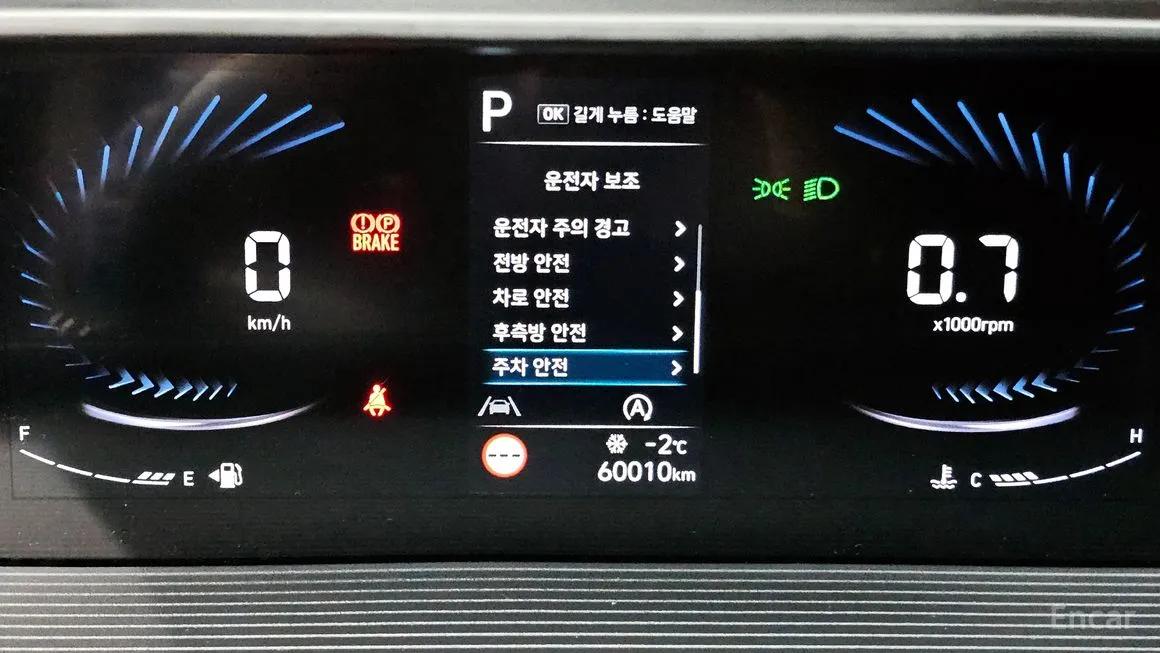 P
OK 길게 누름 : 도움말
운전자 보조
운전자 주의 경고
전방 안전
차로 안전
후측방 안전
주차 안전
A
---
-2℃
60010km
P
BRAKE
0
km/h
0.7
x1000rpm
F
E
H
C
Encar